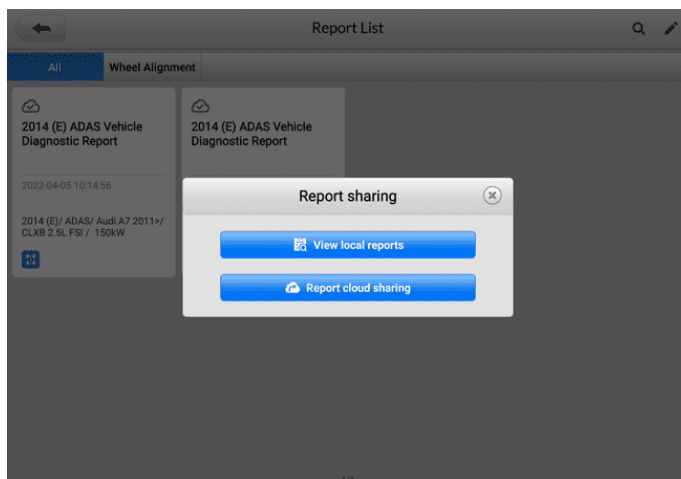 Report List
All
Wheel Alignment
2014 (E) ADAS Vehicle
Diagnostic Report
2022-04-05 10:14:56
2014 (E)/ ADAS/ Audi A7 2011>/
CLXB 2.5L FSI / 150kW
2014 (E) ADAS Vehicle
Diagnostic Report
Report sharing
View local reports
Report cloud sharing